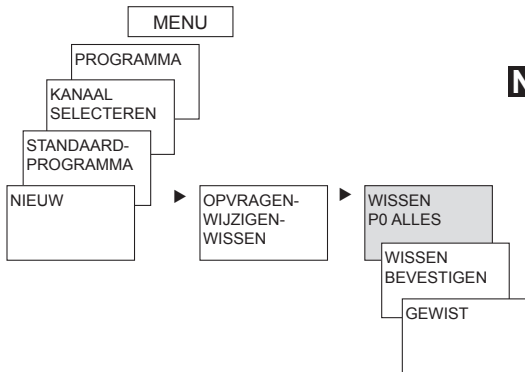 MENU
PROGRAMMA
KANAAL
SELECTEREN
STANDAARD-
PROGRAMMA
NIEUW
OPVRAGEN-
WIJZIGEN-
WISSEN
WISSEN
P0 ALLES
WISSEN
BEVESTIGEN
GEWIST
N